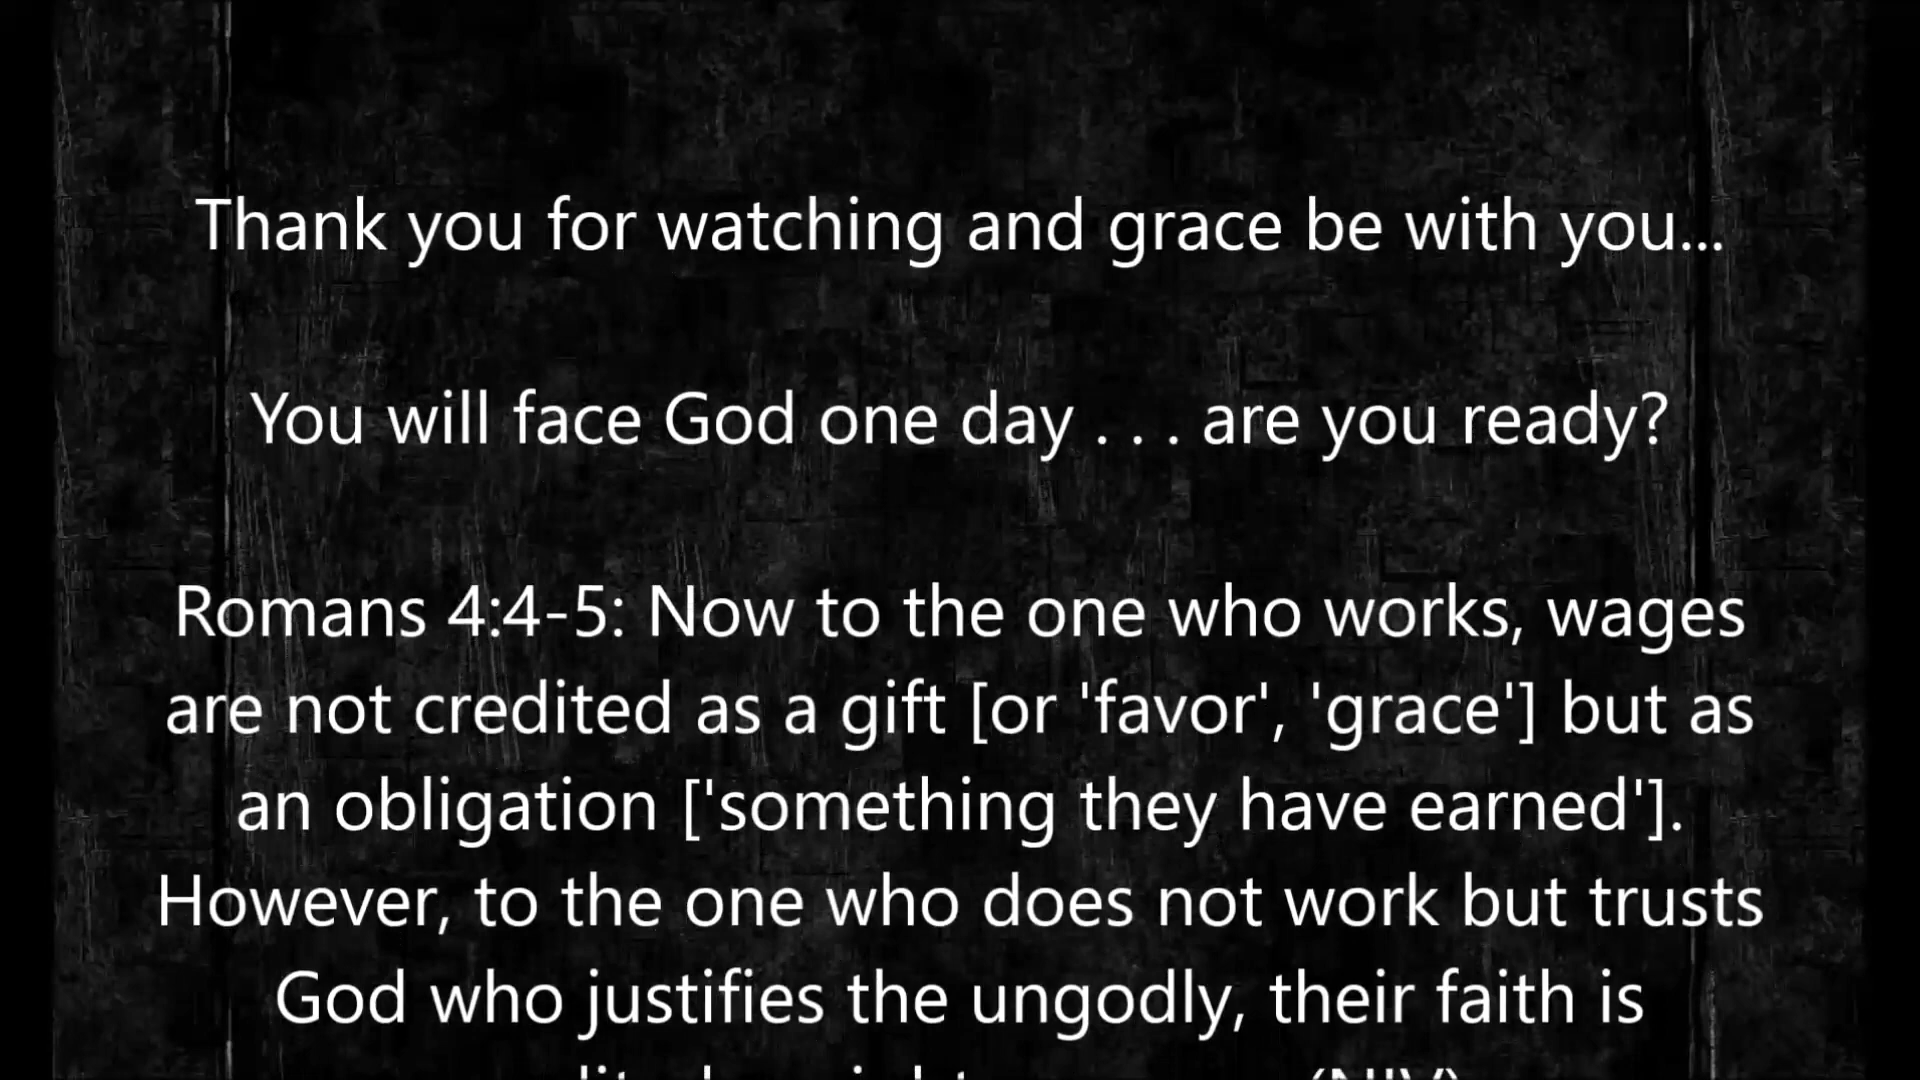 Thank you for watching and grace be with you...
You will face God one day . . . are you ready?
Romans 4:4-5: Now to the one who works, wages
are not credited as a gift [or 'favor', 'grace'] but as
an obligation ['something they have earned'].
However, to the one who does not work but trusts
God who justifies the ungodly, their faith is
(NIV)